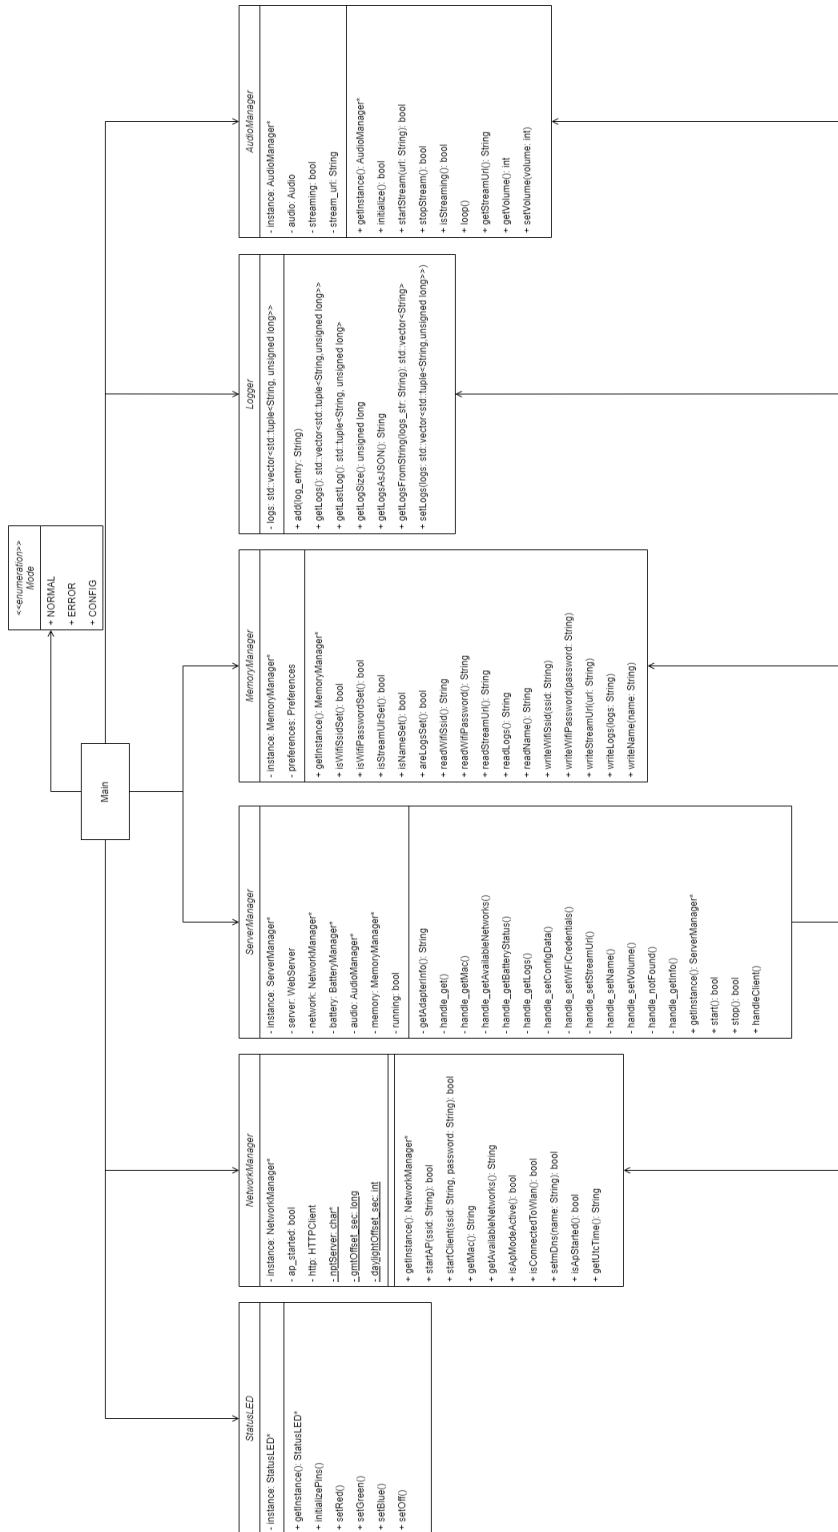 <<enumeration>>
Mode
+ NORMAL
+ ERROR
+ CONFIG
Main
StatusLED
- instance: StatusLED*
+ getInstance(): StatusLED*
+ initializePins()
+ setRed()
+ setGreen()
+ setBlue()
+ setOff()
NetworkManager
- instance: NetworkManager*
- ap_started: bool
- http: HTTPClient
- nptServer: char*
- gmtOffset_sec: long
- daylightOffset_sec: int
+ getInstance(): NetworkManager*
+ startAP(ssid: String): bool
+ startClient(ssid: String, password: String): bool
+ getMac(): String
+ getAvailableNetworks(): String
+ isApModeActive(): bool
+ isConnectedToWlan(): bool
+ setmDns(name: String): bool
+ isApStarted(): bool
+ getUtcTime(): String
ServerManager
- instance: ServerManager*
- server: WebServer
- network: NetworkManager*
- battery: BatteryManager*
- audio: AudioManager*
- memory: MemoryManager*
- running: bool
- getAdapterInfo(): String
- handle_get()
- handle_getMac()
- handle_getAvailableNetworks()
- handle_getBatteryStatus()
- handle_getLogs()
- handle_setConfigData()
- handle_setWiFiCredentials()
- handle_setStreamUrl()
- handle_setName()
- handle_setVolume()
- handle_notFound()
- handle_getInfo()
+ getInstance(): ServerManager*
+ start(): bool
+ stop(): bool
+ handleClient()
MemoryManager
- instance: MemoryManager*
- preferences: Preferences
+ getInstance(): MemoryManager*
+ isWifiSsidSet(): bool
+ isWifiPasswordSet(): bool
+ isStreamUlrSet(): bool
+ isNameSet(): bool
+ areLogsSet(): bool
+ readWifiSsid(): String
+ readWifiPassword(): String
+ readStreamUrl(): String
+ readLogs(): String
+ readName(): String
+ writeWifiSsid(ssid: String)
+ writeWifiPassword(password: String)
+ writeStreamUrl(url: String)
+ writeLogs(logs: String)
+ writeName(name: String)
Logger
- logs: std::vector<std::tuple<String, unsigned long>>
+ add(log_entry: String)
+ getLogs(): std::vector<std::tuple<String,unsigned long>>
+ getLastLog(): std::tuple<String, unsigned long>
+ getLogSize(): unsigned long
+ getLogsAsJSON(): String
+ getLogsFromString(logs_str: String): std::vector<String>
+ setLogs(logs: std::vector<std::tuple<String,unsigned long>>)
AudioManager
- instance: AudioManager*
- audio: Audio
- streaming: bool
- stream_url: String
+ getInstance(): AudioManager*
+ initialize(): bool
+ startStream(url: String): bool
+ stopStream(): bool
+ isStreaming(): bool
+ loop()
+ getStreamUrl(): String
+ getVolume(): int
+ setVolume(volume: int)